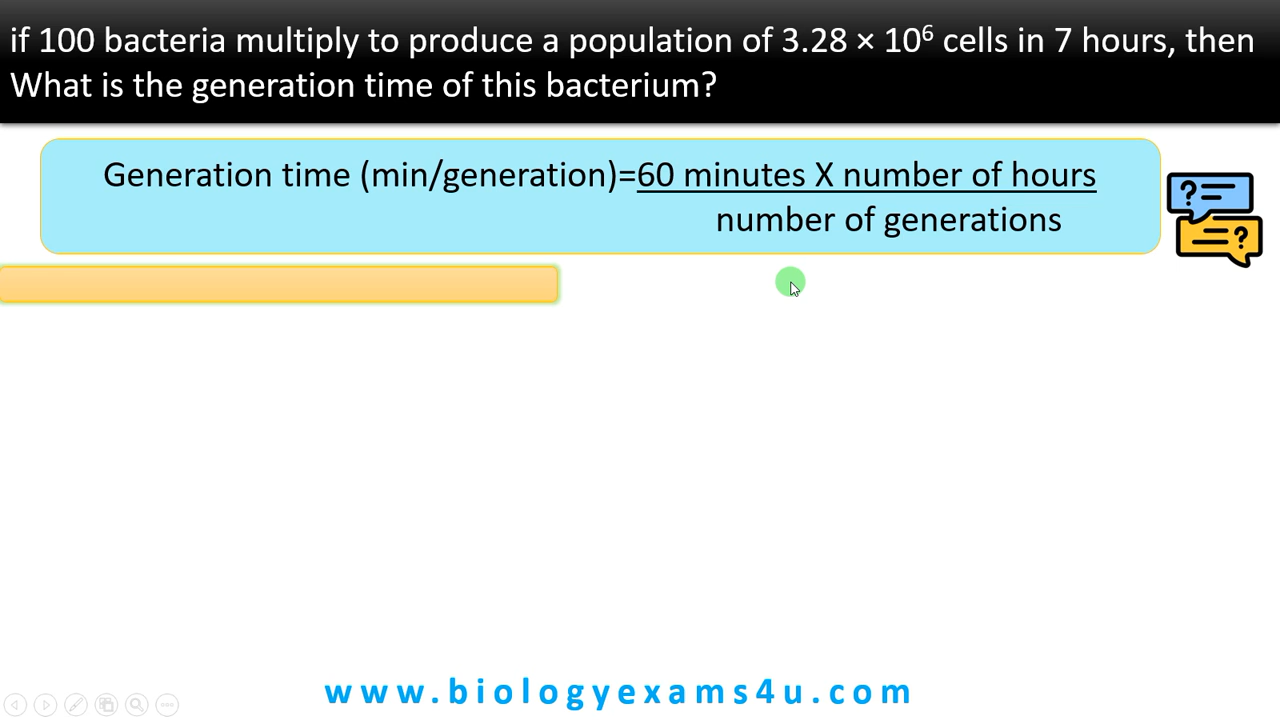 if 100 bacteria multiply to produce a population of 3.28 × 10⁶ cells in 7 hours, then
What is the generation time of this bacterium?
Generation time (min/generation)=60 minutes X number of hours
number of generations
?
?
www.biologyexams4u.com